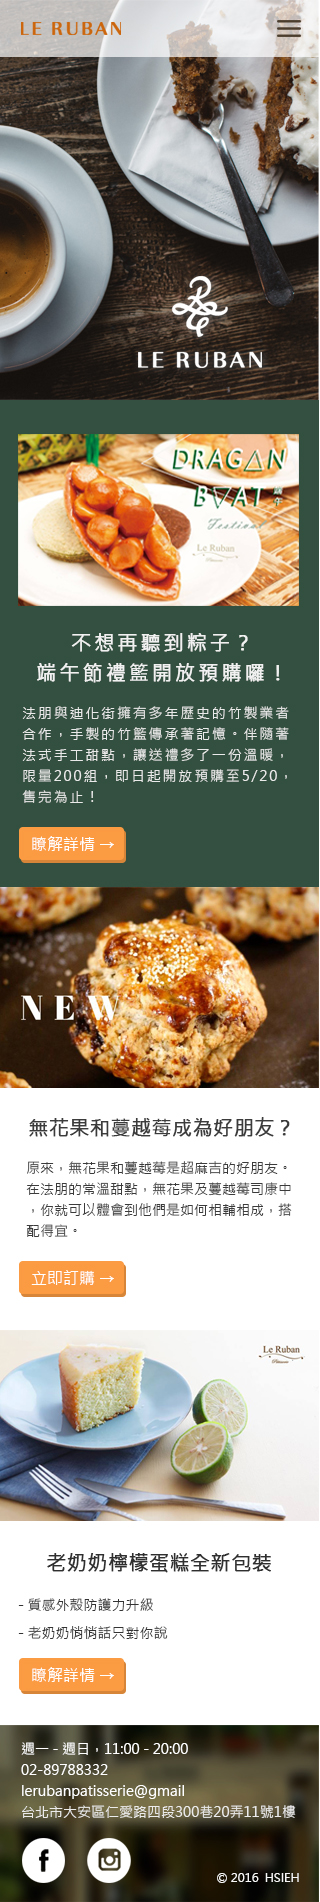 LE RUBAN
LE RUBAN
DRAGON
BOAT
端午
Festival
Le Ruban
不想再聽到粽子？
端午節禮籃開放預購囉！
法朋與迪化街擁有多年歷史的竹製業者
合作，手製的竹籃傳承著記憶。伴隨著
法式手工甜點，讓送禮多了一份溫暖，
限量200組，即日起開放預購至5/20，
售完為止！
瞭解詳情→
NEW
無花果和蔓越莓成為好朋友？
原來，無花果和蔓越莓是超麻吉的好朋友。
在法朋的常溫甜點，無花果及蔓越莓司康中
，你就可以體會到他們是如何相輔相成，搭
配得宜。
立即訂購→
Le Ruban
Pâtisserie
老奶奶檸檬蛋糕全新包裝
- 質感外殼防護力升級
- 老奶奶悄悄話只對你說
瞭解詳情→
週一 - 週日，11:00 - 20:00
02-89788332
lerubanpatisserie@gmail
台北市大安區仁愛路四段300巷20弄11號1樓
f
© 2016 HSIEH